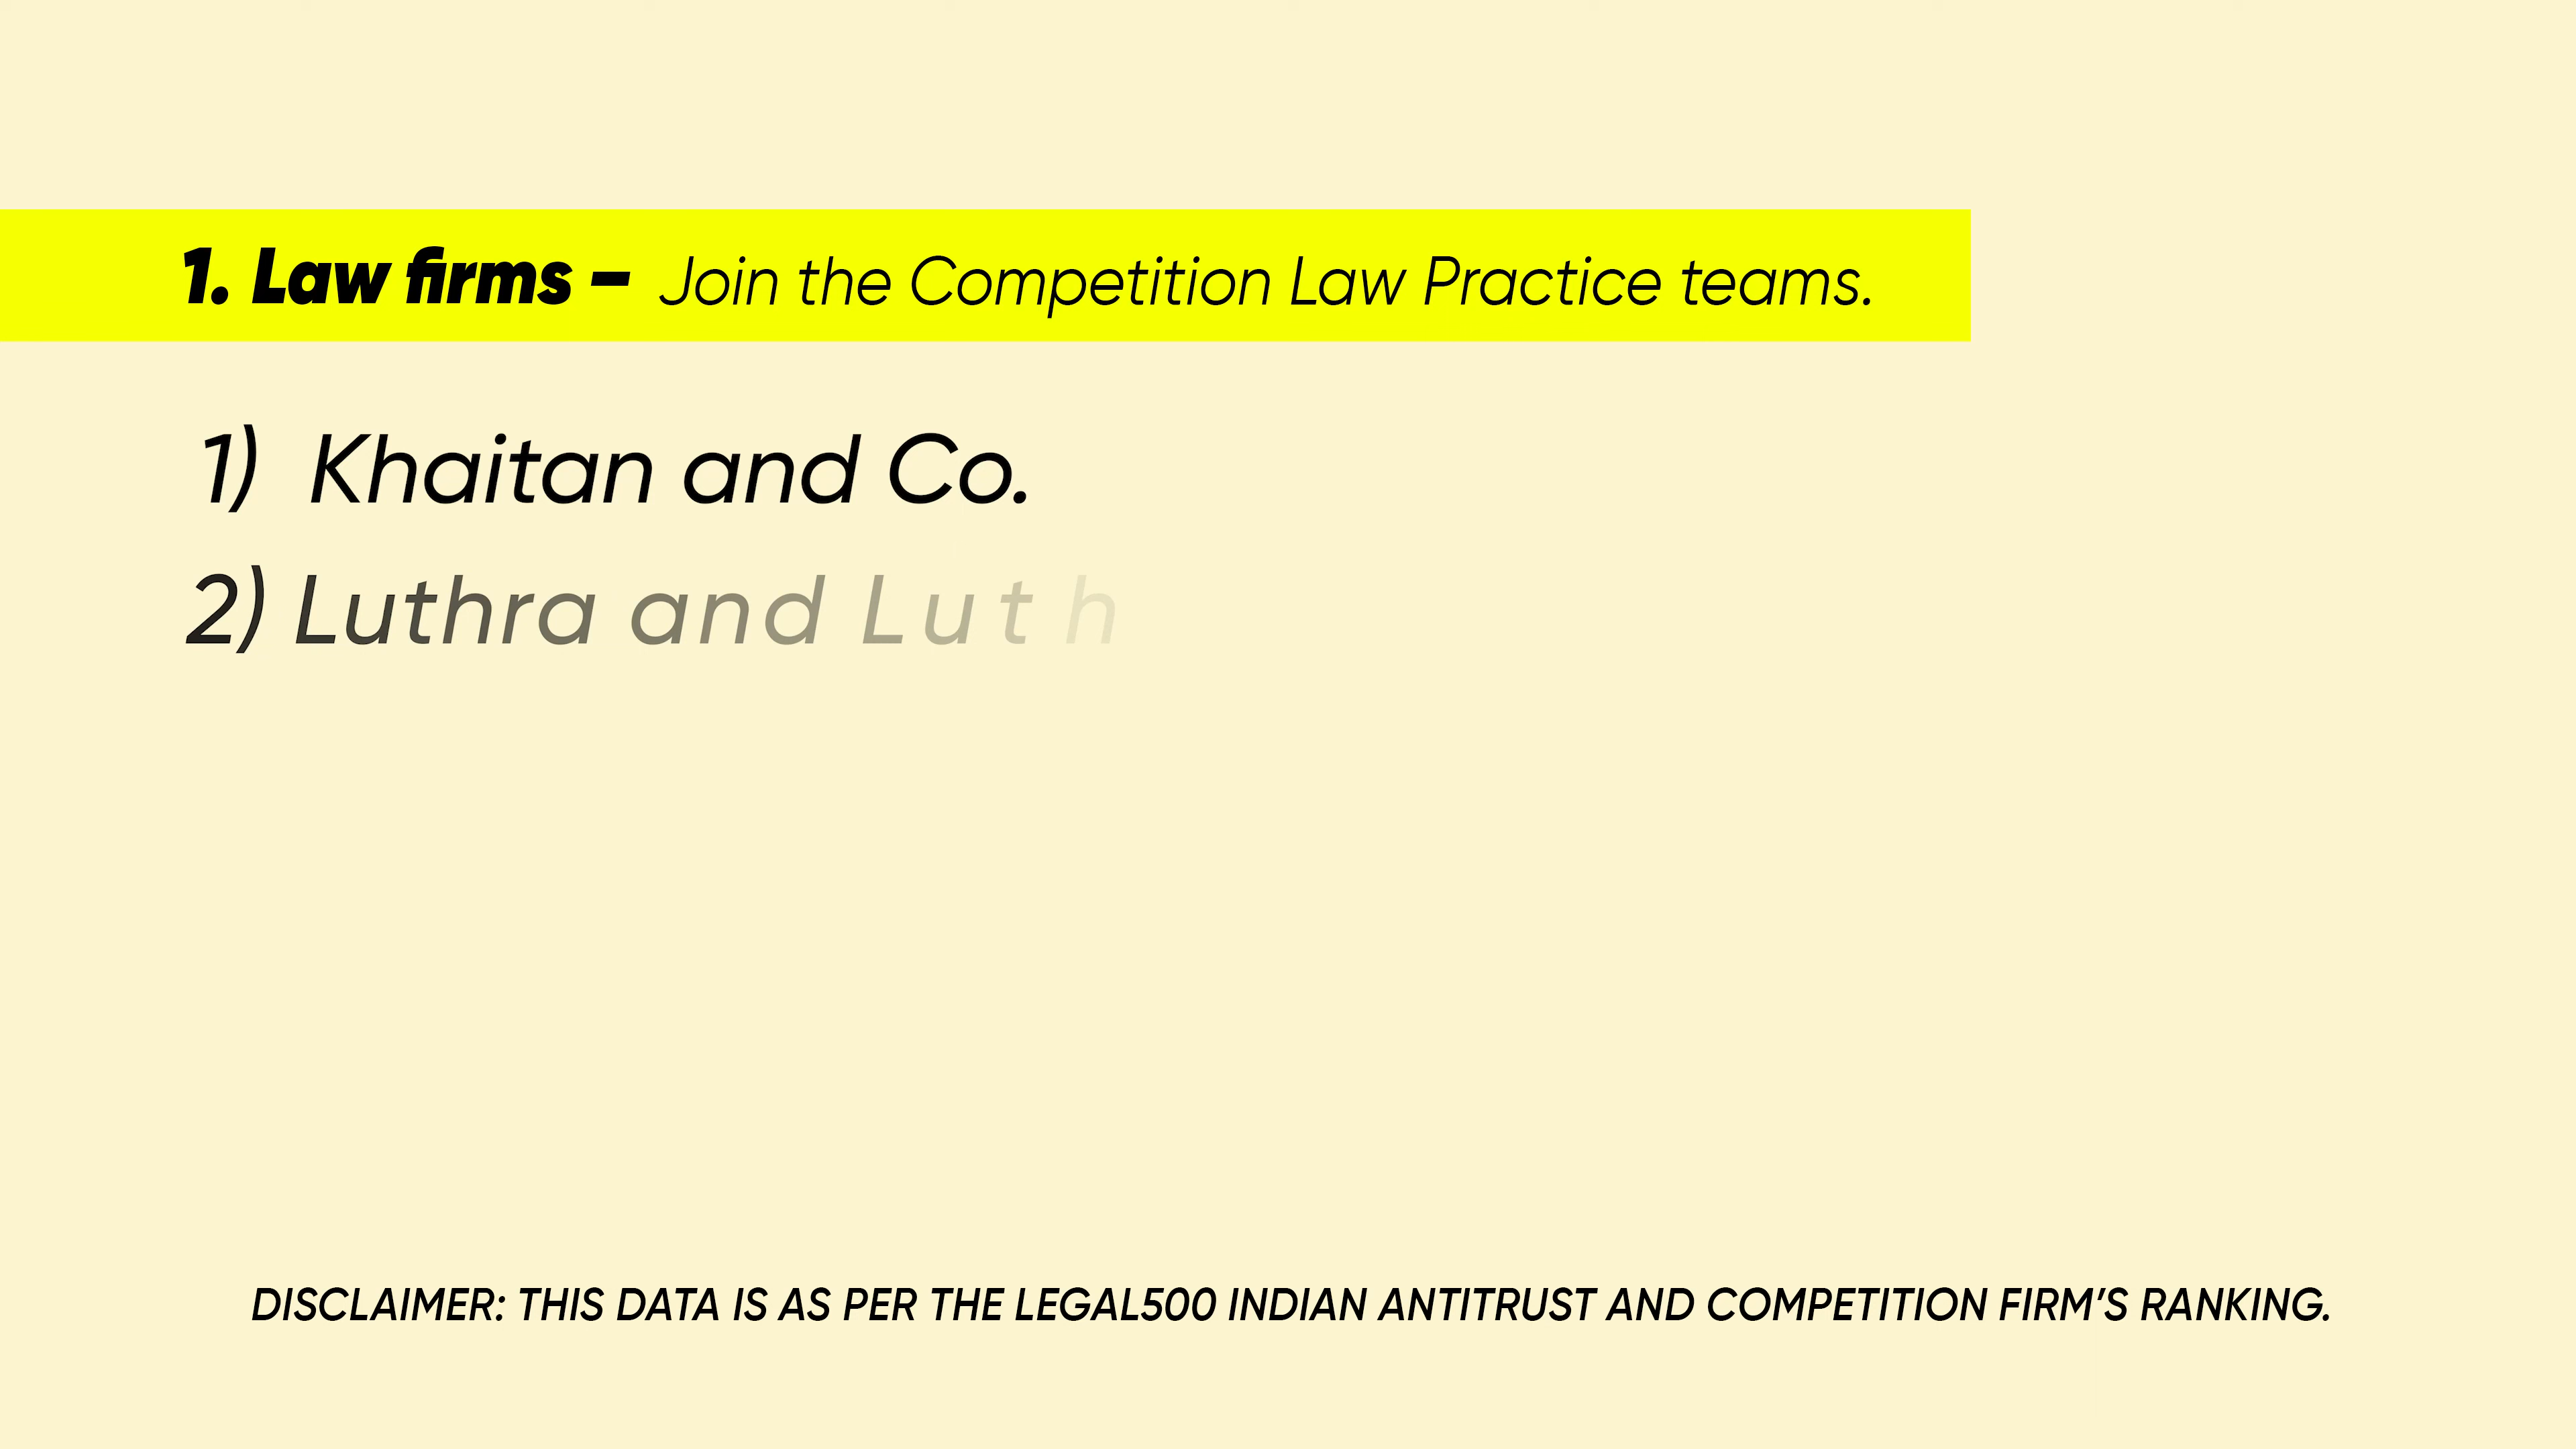 1. Law firms – Join the Competition Law Practice teams.
1) Khaitan and Co.
2) Luthra and Luth
DISCLAIMER: THIS DATA IS AS PER THE LEGAL500 INDIAN ANTITRUST AND COMPETITION FIRM'S RANKING.